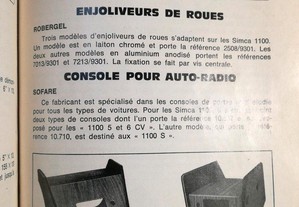 ENJOLIVEURS DE ROUES
ROBERGEL
Trois modèles d'enjoliveurs de roues s'adaptent sur les Simca 1100.
Un modèle est en laiton chromé et porte la référence 2508/9301. Les
deux autres modèles en aluminium anodisé portent les références
7013/9301 et 7213/9301. La fixation se fait par vis centrale.
CONSOLE POUR AUTO-RADIO
SOFARE
Ce fabricant est spécialisé dans les consoles de
pour tous les types de voitures. Pour les Simca
deux types de consoles dont l'un porte la référence
posé pour les « 1100 5 et 6 CV ». L'autre modèle,
rence 10.710, est destiné aux « 1100 S ».